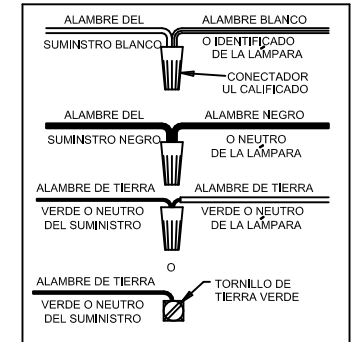 ALAMBRE DEL ALAMBRE BLANCO
SUMINSTRO BLANCO O IDENTIFICADO
DE LA LÁMPARA
CONECTADOR
UL CALIFICADO
ALAMBRE DEL ALAMBRE NEGRO
SUMINSTRO NEGRO O NEUTRO
DE LA LÁMPARA
ALAMBRE DE TIERRA ALAMBRE DE TIERRA
VERDE O NEUTRO VERDE O NEUTRO
DEL SUMINISTRO DE LA LÁMPARA
O
ALAMBRE DE TIERRA TORNILLO DE
TIERRA VERDE
VERDE O NEUTRO
DEL SUMINISTRO